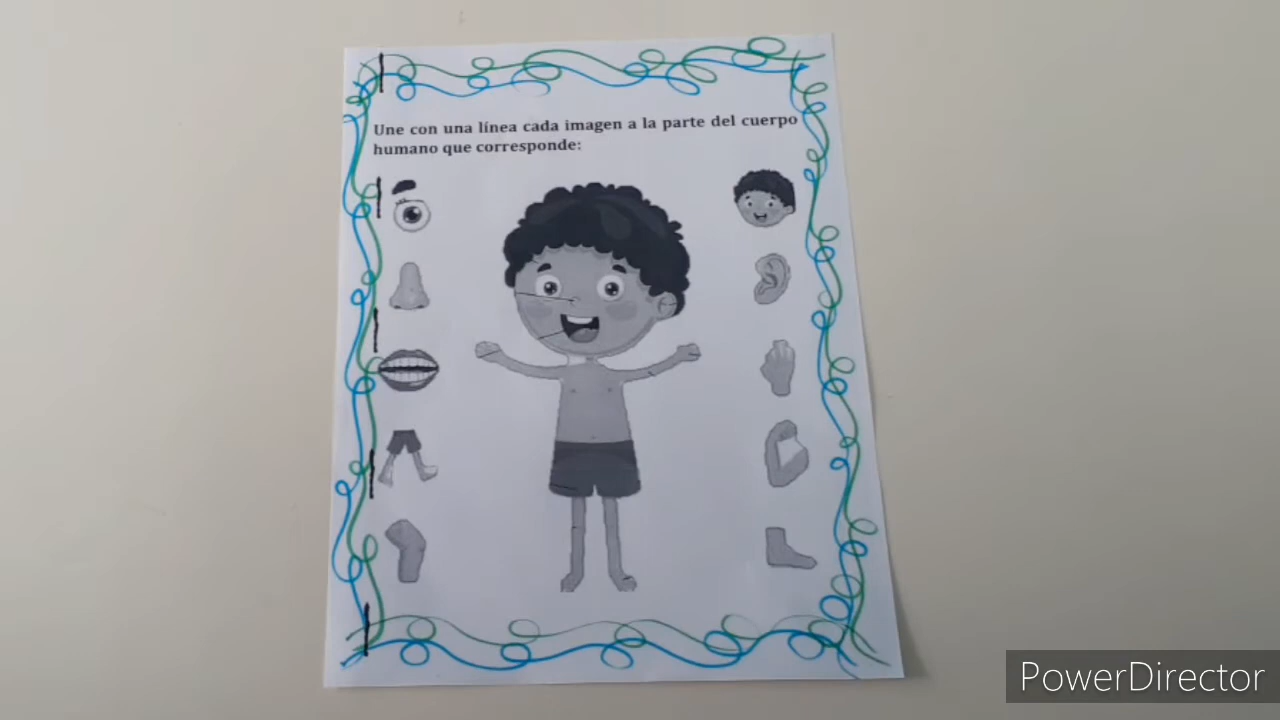 Une con una línea cada imagen a la parte del cuerpo
humano que corresponde:
PowerDirector